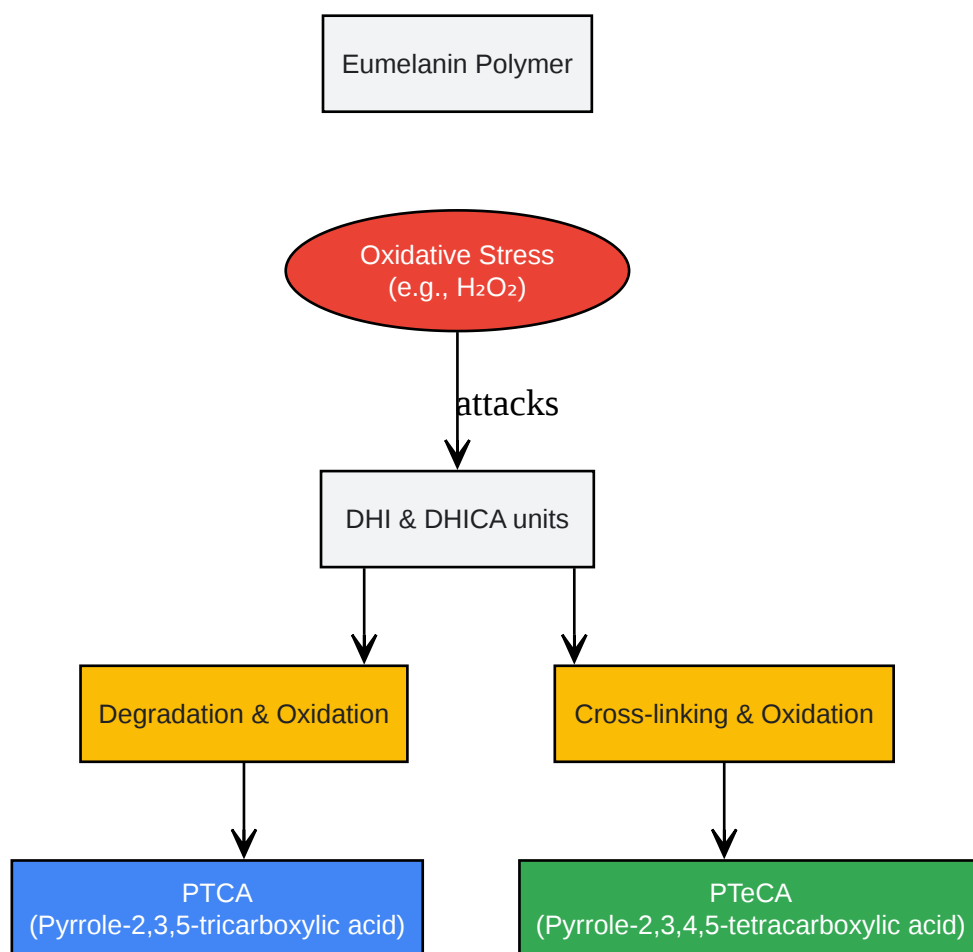 Eumelanin Polymer
Oxidative Stress
(e.g., H₂O₂)
attacks
DHI & DHICA units
Degradation & Oxidation
Cross-linking & Oxidation
PTCA
(Pyrrole-2,3,5-tricarboxylic acid)
PTeCA
(Pyrrole-2,3,4,5-tetracarboxylic acid)